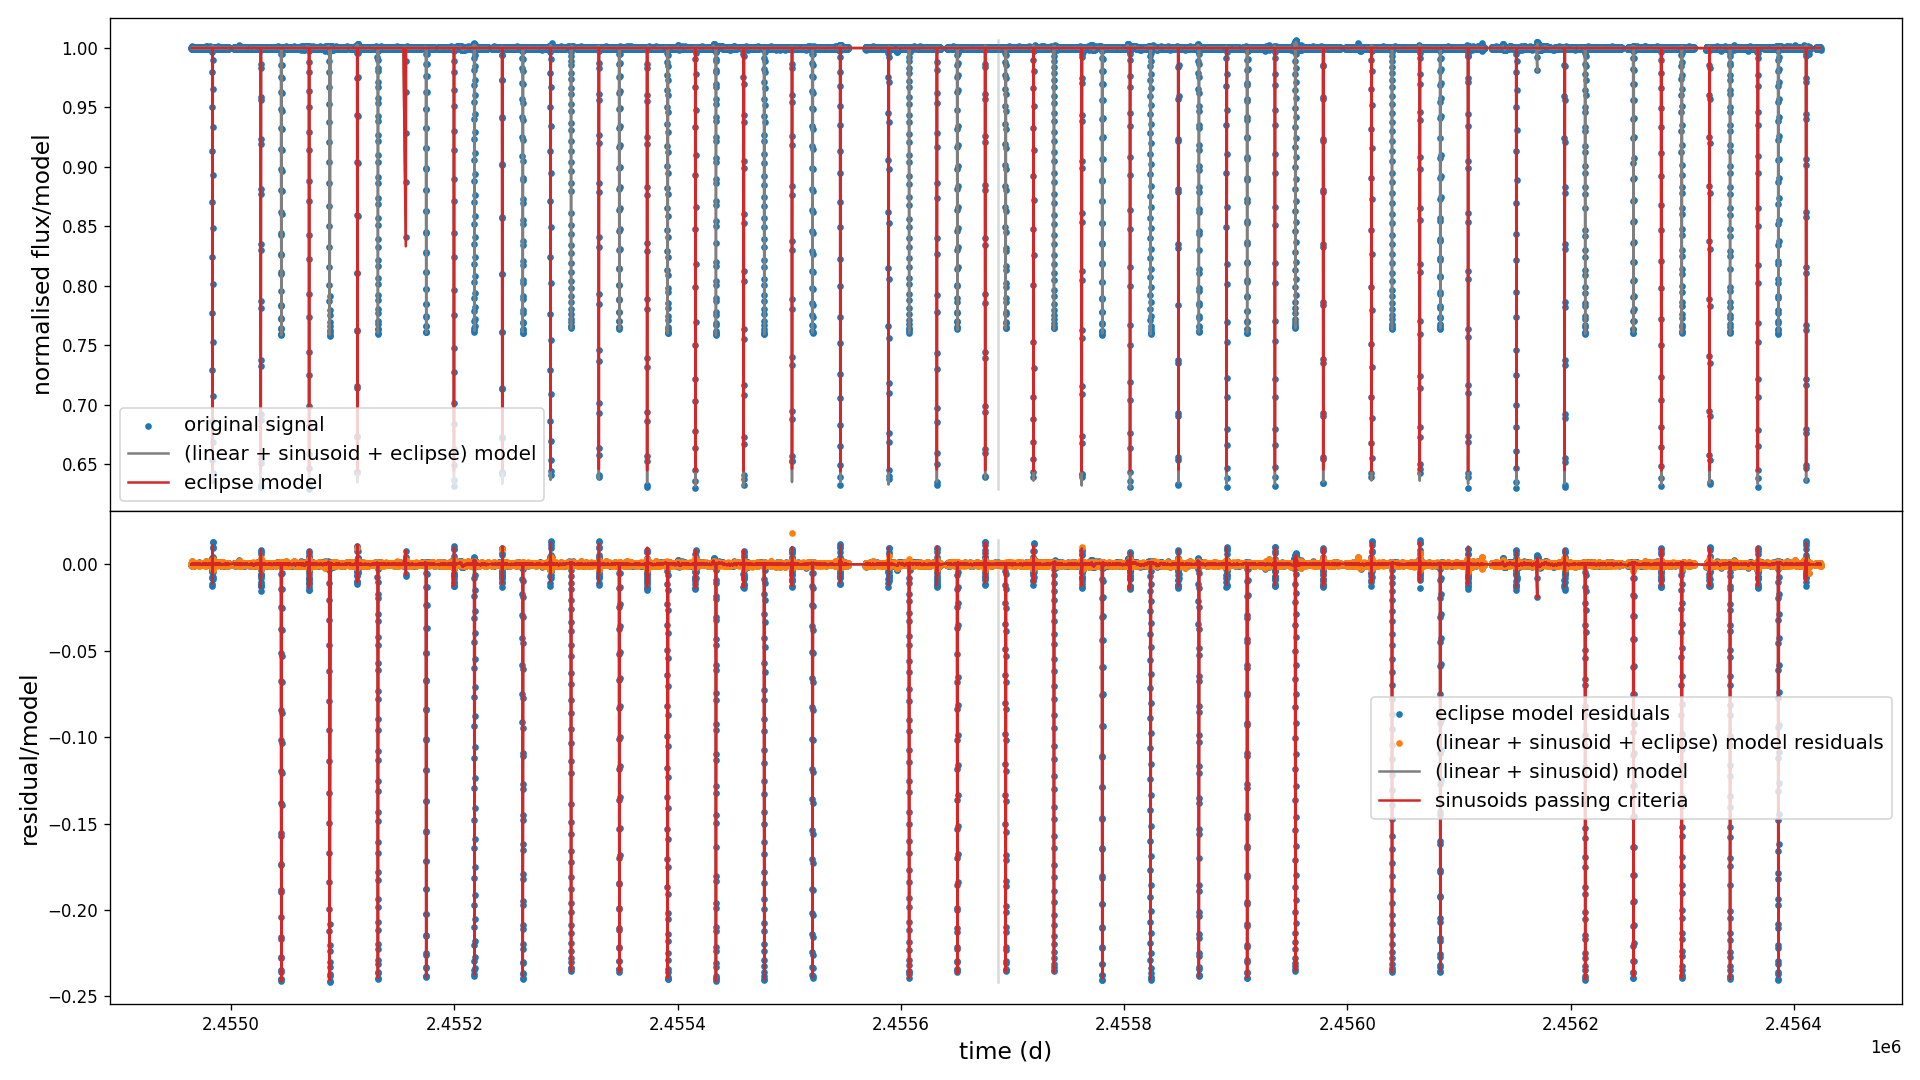 1.00
0.95
0.90
0.85
0.80
0.75
0.70
0.65
normalised flux/model
original signal
(linear + sinusoid + eclipse) model
eclipse model
0.00
−0.05
−0.10
−0.15
−0.20
−0.25
residual/model
eclipse model residuals
(linear + sinusoid + eclipse) model residuals
(linear + sinusoid) model
sinusoids passing criteria
2.4550 2.4552 2.4554 2.4556 2.4558 2.4560 2.4562 2.4564
1e6
time (d)